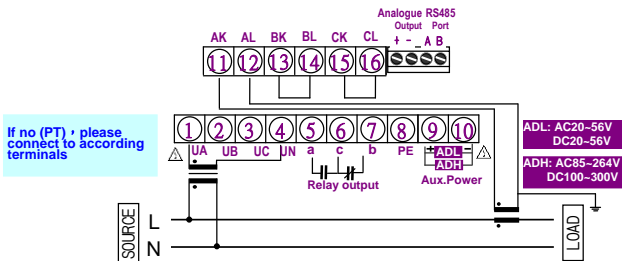 Analogue RS485
Output Port
AK AL BK BL CK CL + - A B
11 12 13 14 15 16
If no (PT)，please
connect to according
terminals
1 2 3 4 5 6 7 8 9 10
UA UB UC UN a c b PE + ADL -
ADH
Relay output
Aux.Power
ADL: AC20~56V
DC20~56V
ADH: AC85~264V
DC100~300V
SOURCE
L
N
LOAD